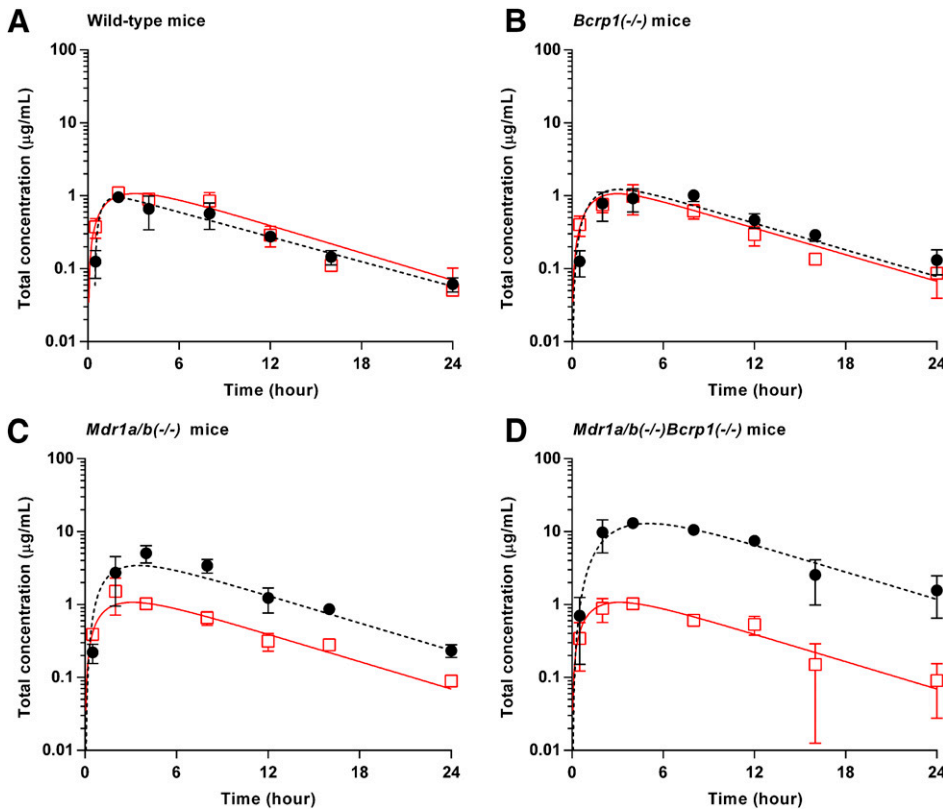 A
Wild-type mice
Total concentration (μg/mL)
100
10
1
0.1
0.01
0
6
12
18
24
Time (hour)
B
Bcrp1(-/-) mice
Total concentration (μg/mL)
100
10
1
0.1
0.01
0
6
12
18
24
Time (hour)
C
Mdr1a/b(-/-) mice
Total concentration (μg/mL)
100
10
1
0.1
0.01
0
6
12
18
24
Time (hour)
D
Mdr1a/b(-/-)Bcrp1(-/-) mice
Total concentration (μg/mL)
100
10
1
0.1
0.01
0
6
12
18
24
Time (hour)